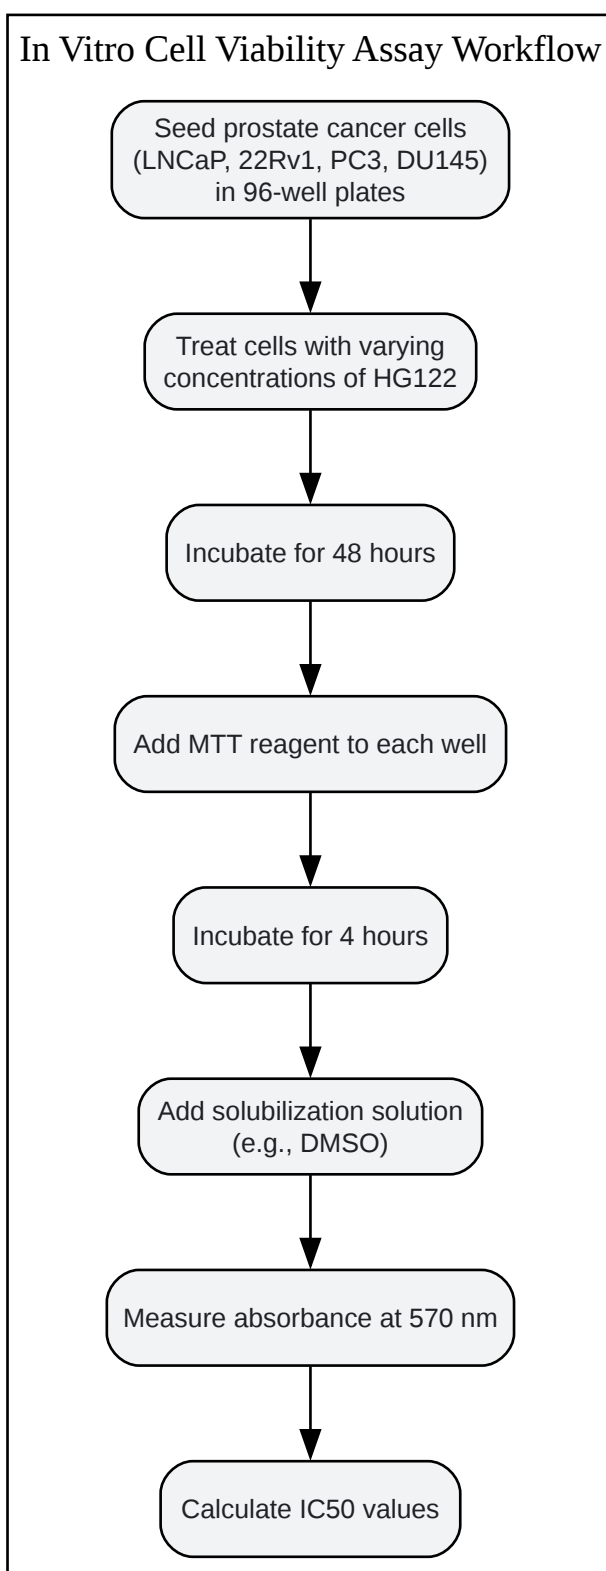 In Vitro Cell Viability Assay Workflow
Seed prostate cancer cells
(LNCaP, 22Rv1, PC3, DU145)
in 96-well plates
Treat cells with varying
concentrations of HG122
Incubate for 48 hours
Add MTT reagent to each well
Incubate for 4 hours
Add solubilization solution
(e.g., DMSO)
Measure absorbance at 570 nm
Calculate IC50 values